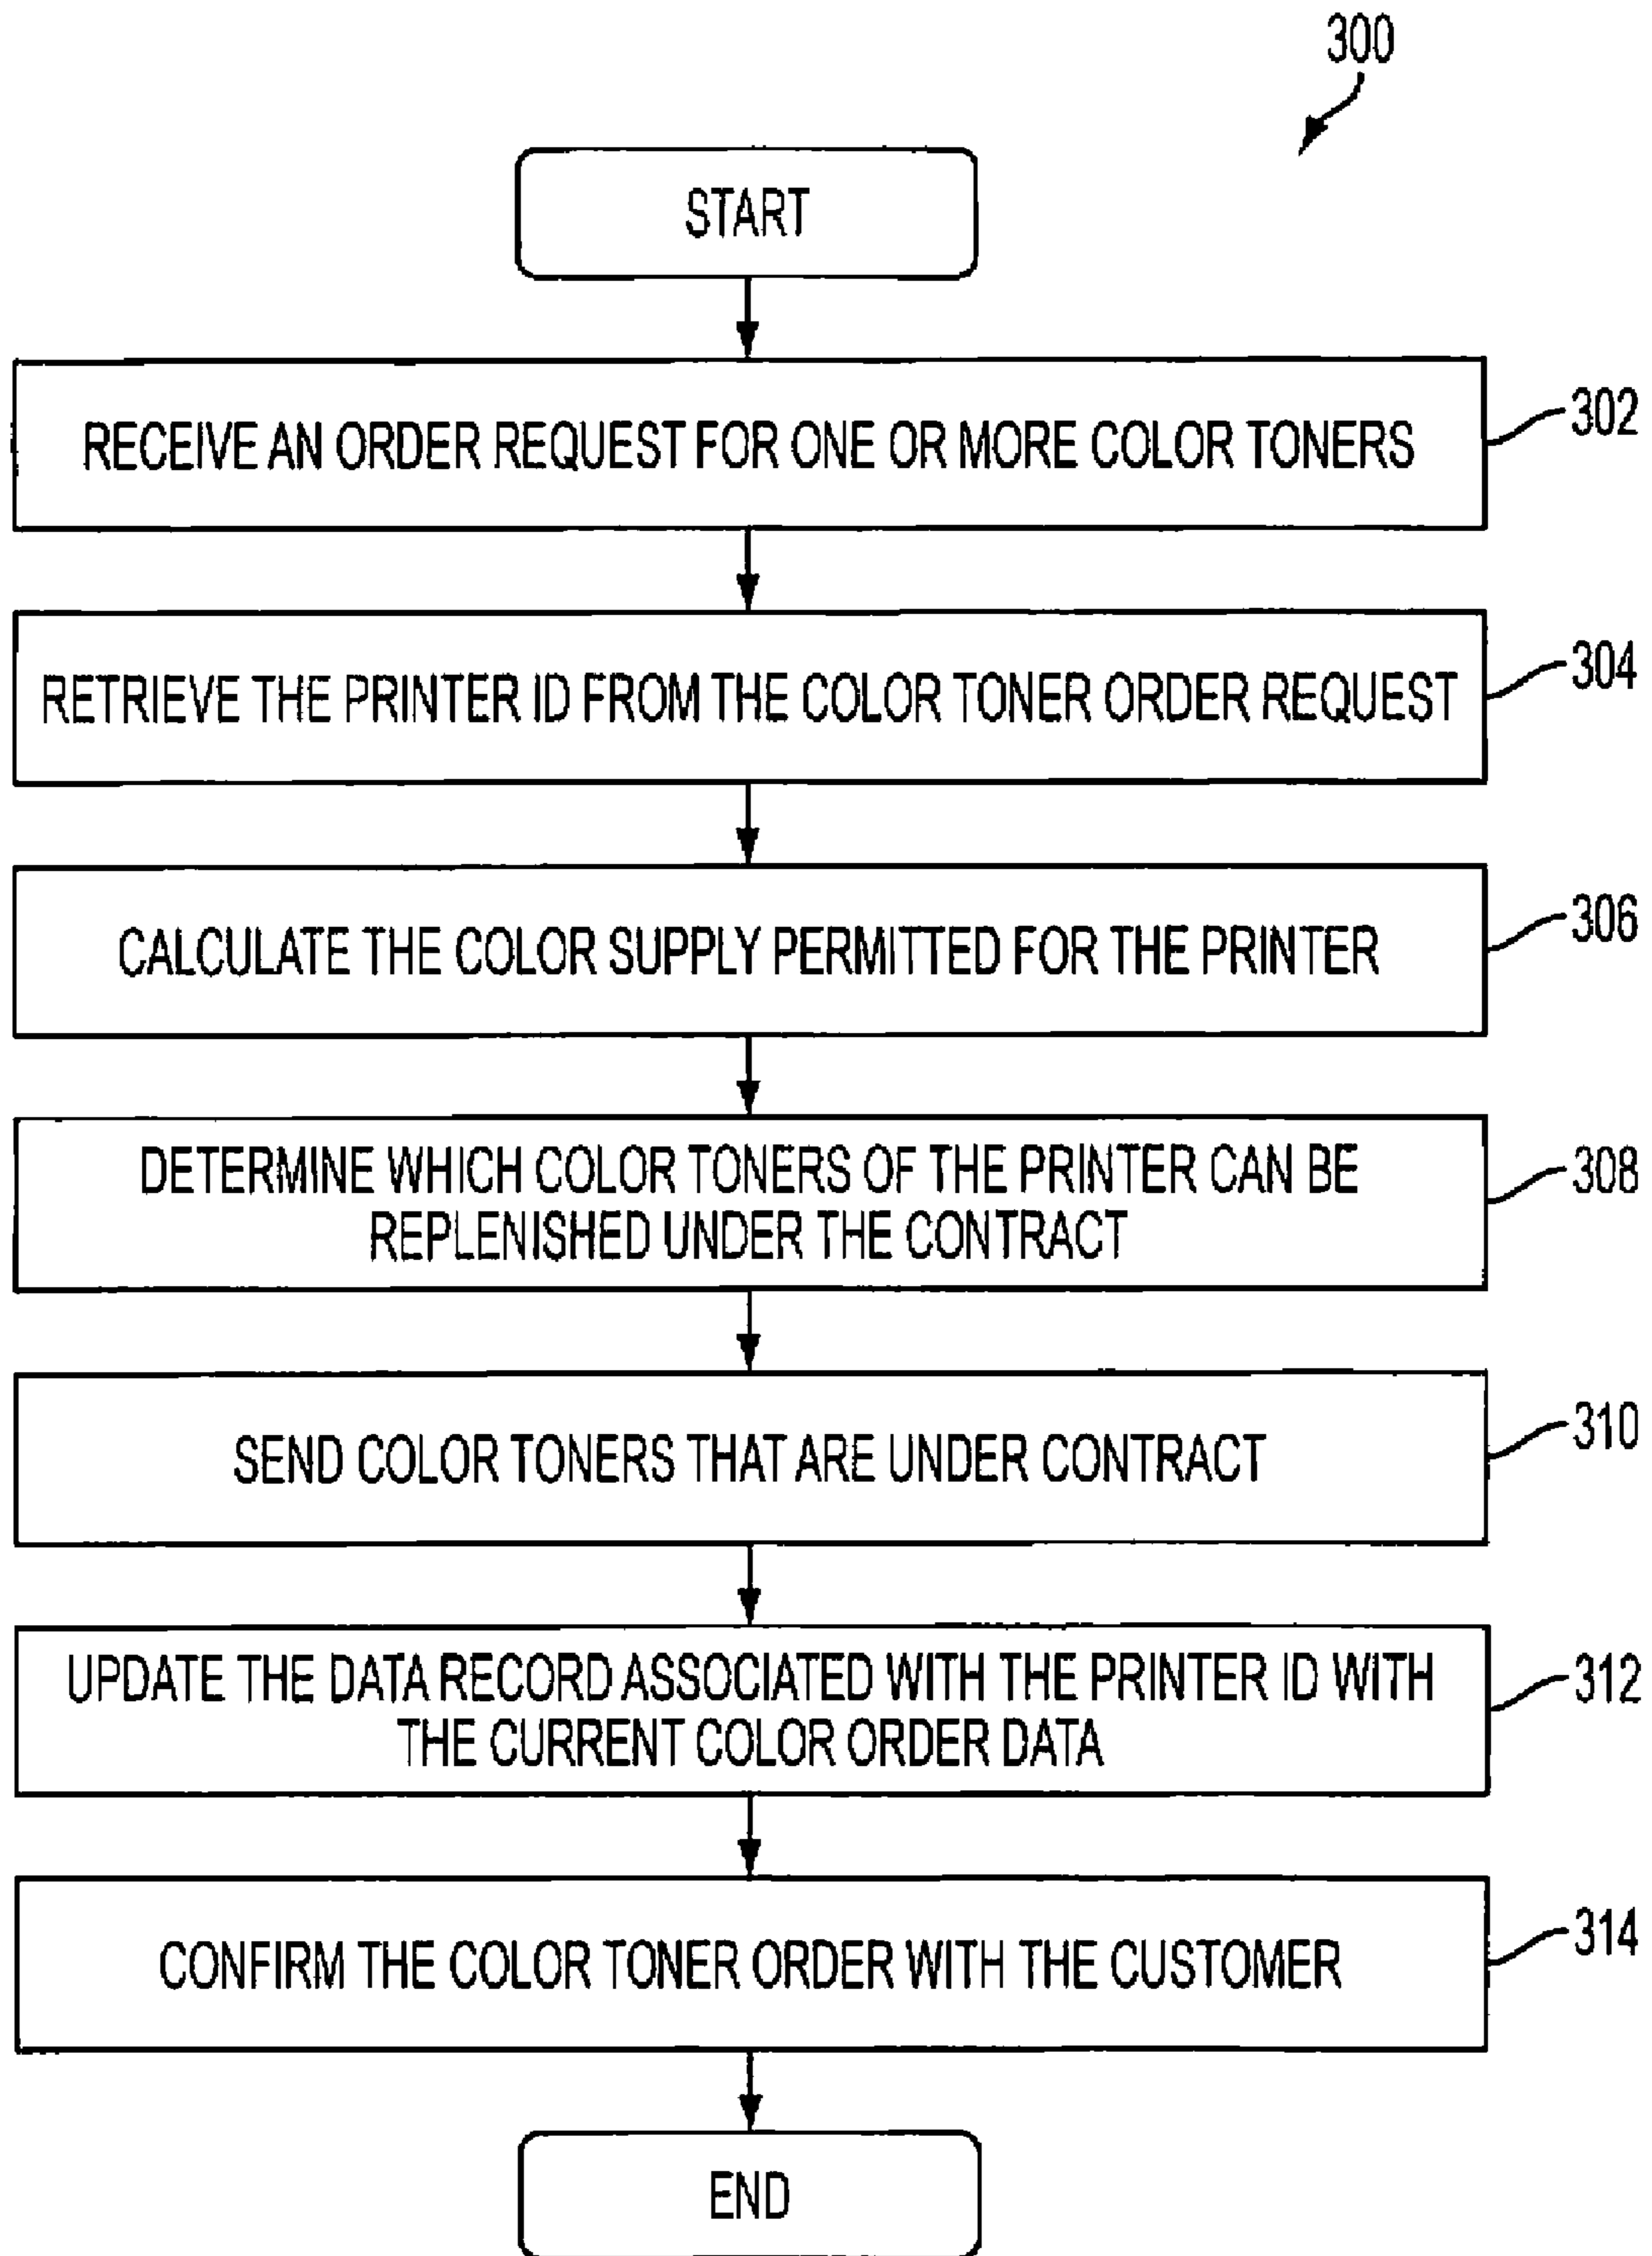 300
START
RECEIVE AN ORDER REQUEST FOR ONE OR MORE COLOR TONERS
302
RETRIEVE THE PRINTER ID FROM THE COLOR TONER ORDER REQUEST
304
CALCULATE THE COLOR SUPPLY PERMITTED FOR THE PRINTER
306
DETERMINE WHICH COLOR TONERS OF THE PRINTER CAN BE
REPLENISHED UNDER THE CONTRACT
308
SEND COLOR TONERS THAT ARE UNDER CONTRACT
310
UPDATE THE DATA RECORD ASSOCIATED WITH THE PRINTER ID WITH
THE CURRENT COLOR ORDER DATA
312
CONFIRM THE COLOR TONER ORDER WITH THE CUSTOMER
314
END